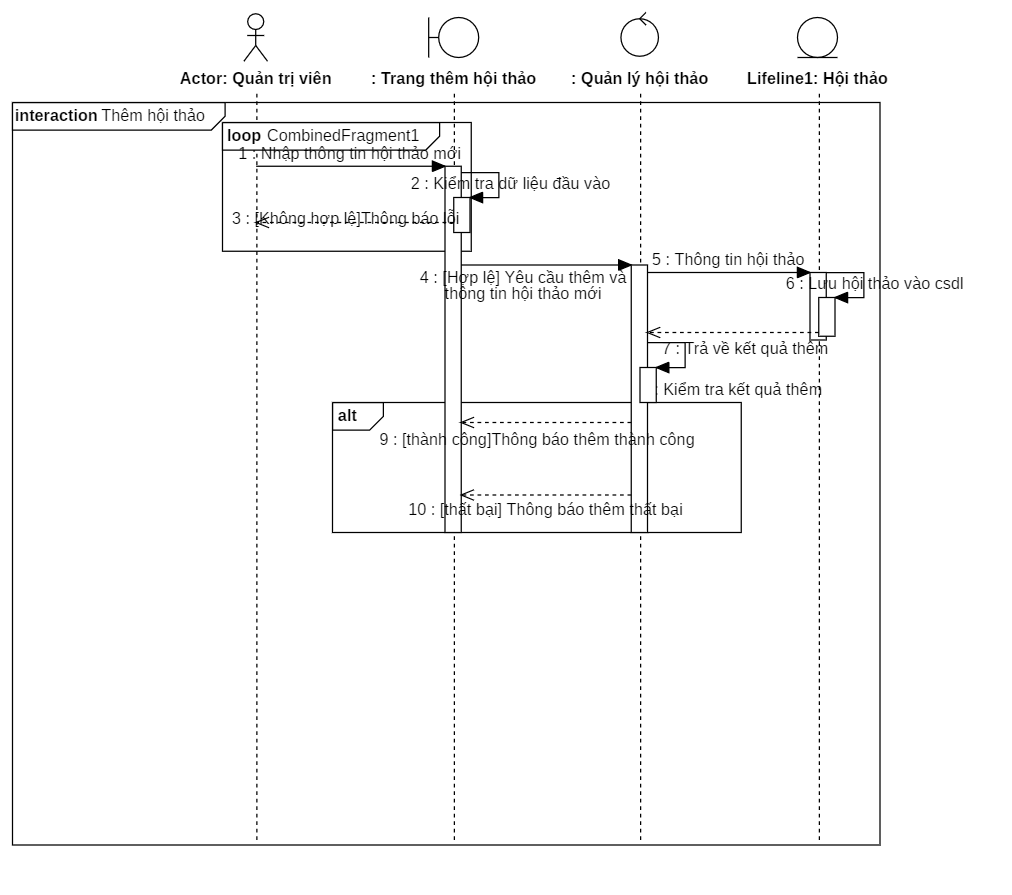 Actor: Quản trị viên
: Trang thêm hội thảo
: Quản lý hội thảo
Lifeline1: Hội thảo
interaction Thêm hội thảo
loop CombinedFragment1
1 : Nhập thông tin hội thảo mới
2 : Kiểm tra dữ liệu đầu vào
3 : [Không hợp lệ]Thông báo lỗi
4 : [Hợp lệ] Yêu cầu thêm và
thông tin hội thảo mới
5 : Thông tin hội thảo
6 : Lưu hội thảo vào csdl
7 : Trả về kết quả thêm
: Kiểm tra kết quả thêm
alt
9 : [thành công]Thông báo thêm thành công
10 : [thất bại] Thông báo thêm thất bại